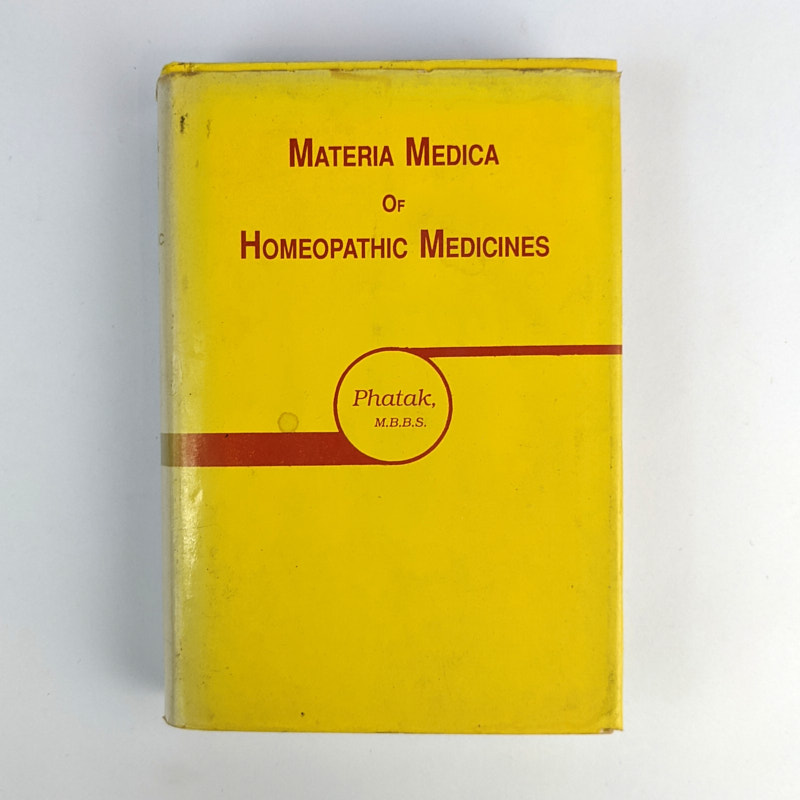 Materia Medica
Of
Homeopathic Medicines
Phatak,
M.B.B.S.